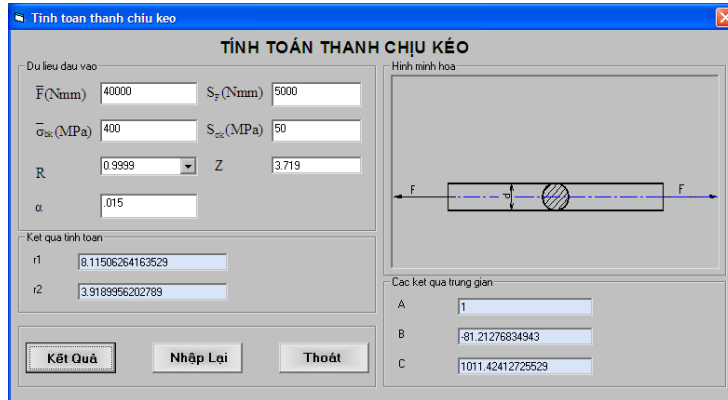 Tinh toan thanh chiu keo
TÍNH TOÁN THANH CHỊU KÉO
Du lieu dau vao
F̅(Nmm) 40000 S_F(Nmm) 5000
σ̅bk(MPa) 400 Sσk(MPa) 50
R 0.9999 Z 3.719
α .015
Ket qua tinh toan
r1 8.11506264163529
r2 3.9189956202789
Kết Quả Nhập Lại Thoát
Hinh minh hoa
F d F
Cac ket qua trung gian
A 1
B -81.21276834943
C 1011.42412725529